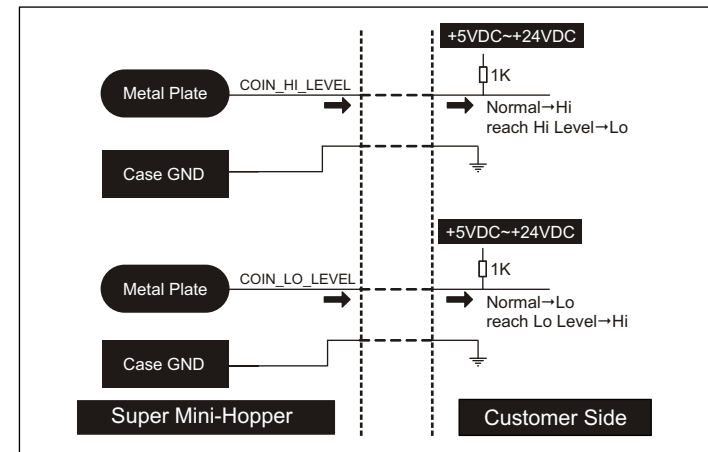 +5VDC~+24VDC
1K
Metal Plate
COIN_HI_LEVEL
Normal→Hi
reach Hi Level→Lo
Case GND
+5VDC~+24VDC
1K
Metal Plate
COIN_LO_LEVEL
Normal→Lo
reach Lo Level→Hi
Case GND
Super Mini-Hopper
Customer Side